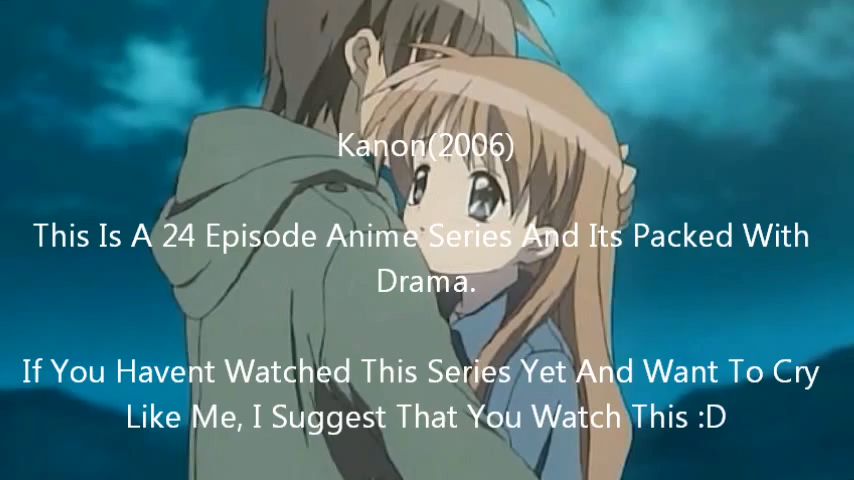 Kanon(2006)
This Is A 24 Episode Anime Series And Its Packed With
Drama.
If You Havent Watched This Series Yet And Want To Cry
Like Me, I Suggest That You Watch This :D